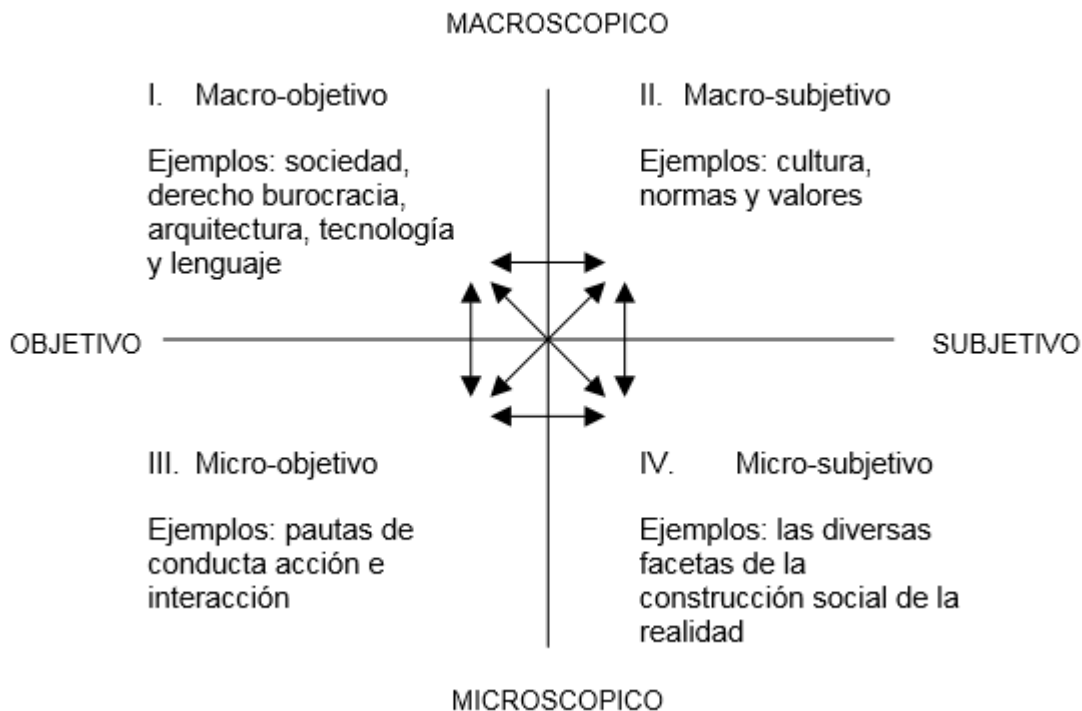 MACROSCOPICO
I. Macro-objetivo
Ejemplos: sociedad,
derecho burocracia,
arquitectura, tecnología
y lenguaje
II. Macro-subjetivo
Ejemplos: cultura,
normas y valores
OBJETIVO
SUBJETIVO
III. Micro-objetivo
Ejemplos: pautas de
conducta acción e
interacción
IV. Micro-subjetivo
Ejemplos: las diversas
facetas de la
construcción social de la
realidad
MICROSCOPICO